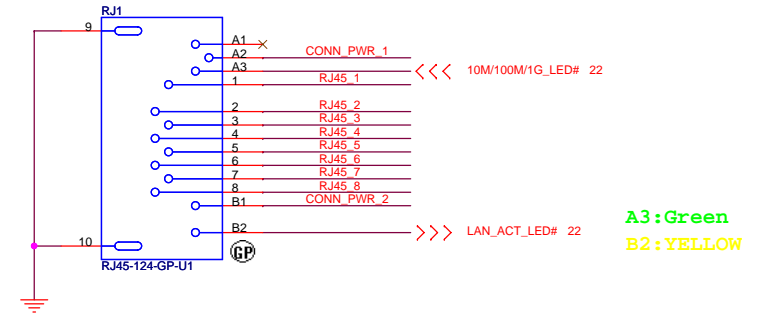 RJ1
9
A1
A2 CONN_PWR_1
A3 10M/100M/1G_LED# 22
1 RJ45_1
2 RJ45_2
3 RJ45_3
4 RJ45_4
5 RJ45_5
6 RJ45_6
7 RJ45_7
8 RJ45_8
B1 CONN_PWR_2
A3:Green
B2 LAN_ACT_LED# 22
10
B2:YELLOW
GP
RJ45-124-GP-U1